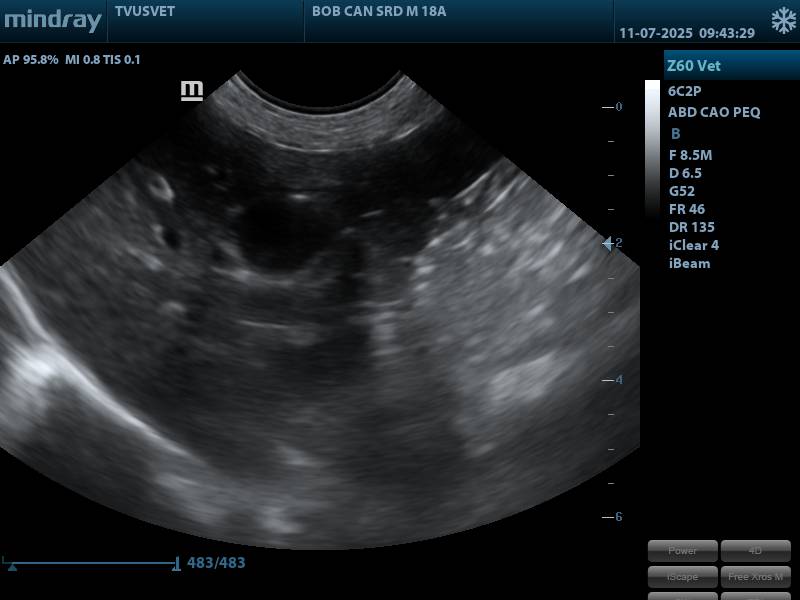 mindray
TVUSVET
BOB CAN SRD M 18A
11-07-2025 09:43:29
AP 95.8% MI 0.8 TIS 0.1
m
Z60 Vet
6C2P
ABD CAO PEQ
B
F 8.5M
D 6.5
G52
FR 46
DR 135
iClear 4
iBeam
0
2
4
6
483/483
Power
4D
iScape
Free Xros M